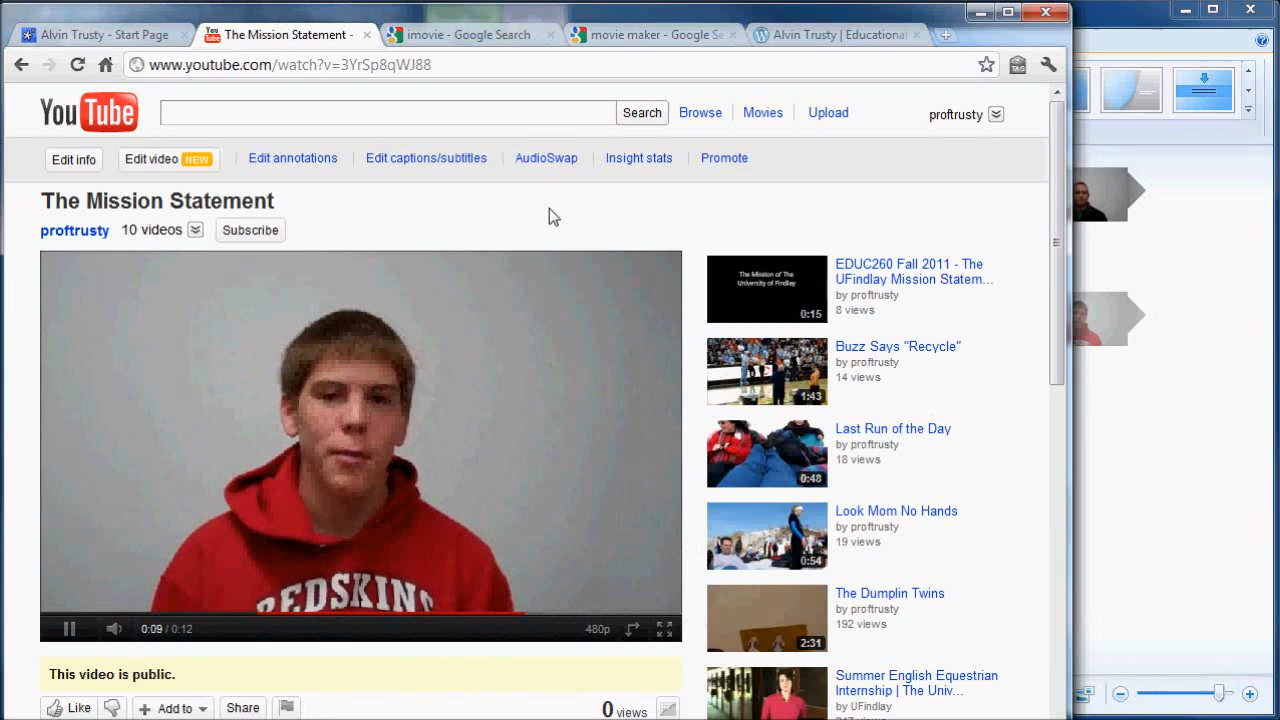 Alvin Trusty - Start Page
The Mission Statement -
imovie - Google Search
movie maker - Google Se
Alvin Trusty | Educational
www.youtube.com/watch?v=3YrSp8qWJ88
TAG
YouTube
Search
Browse
Movies
Upload
proftrusty
Edit info
Edit video NEW
Edit annotations
Edit captions/subtitles
AudioSwap
Insight stats
Promote
The Mission Statement
proftrusty 10 videos
Subscribe
REDSKINS
0:09 / 0:12
480p
This video is public.
Like
Add to
Share
0 views
The Mission of The
University of Findlay
0:15
EDUC260 Fall 2011 - The
UFindlay Mission Statem...
by proftrusty
8 views
1:43
Buzz Says "Recycle"
by proftrusty
14 views
0:48
Last Run of the Day
by proftrusty
18 views
0:54
Look Mom No Hands
by proftrusty
19 views
2:31
The Dumplin Twins
by proftrusty
192 views
Summer English Equestrian
Internship | The Univ...
by UFindlay